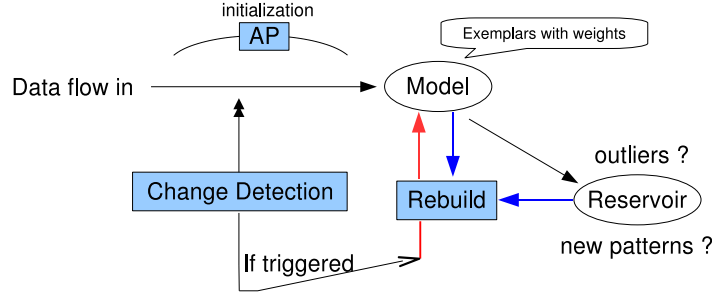 initialization
AP
Exemplars with weights
Data flow in
Model
outliers ?
Change Detection
Rebuild
Reservoir
new patterns ?
If triggered